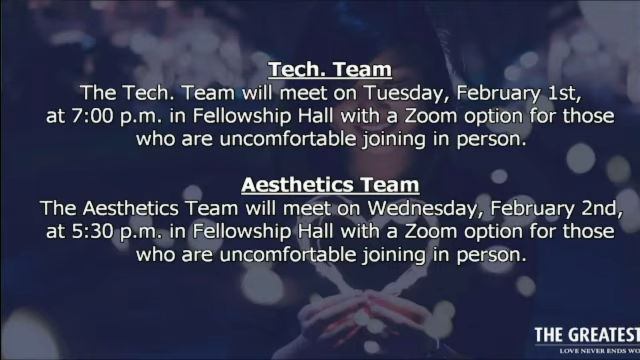 Tech. Team
The Tech. Team will meet on Tuesday, February 1st,
at 7:00 p.m. in Fellowship Hall with a Zoom option for those
who are uncomfortable joining in person.
Aesthetics Team
The Aesthetics Team will meet on Wednesday, February 2nd,
at 5:30 p.m. in Fellowship Hall with a Zoom option for those
who are uncomfortable joining in person.
THE GREATEST
LOVE NEVER ENDS